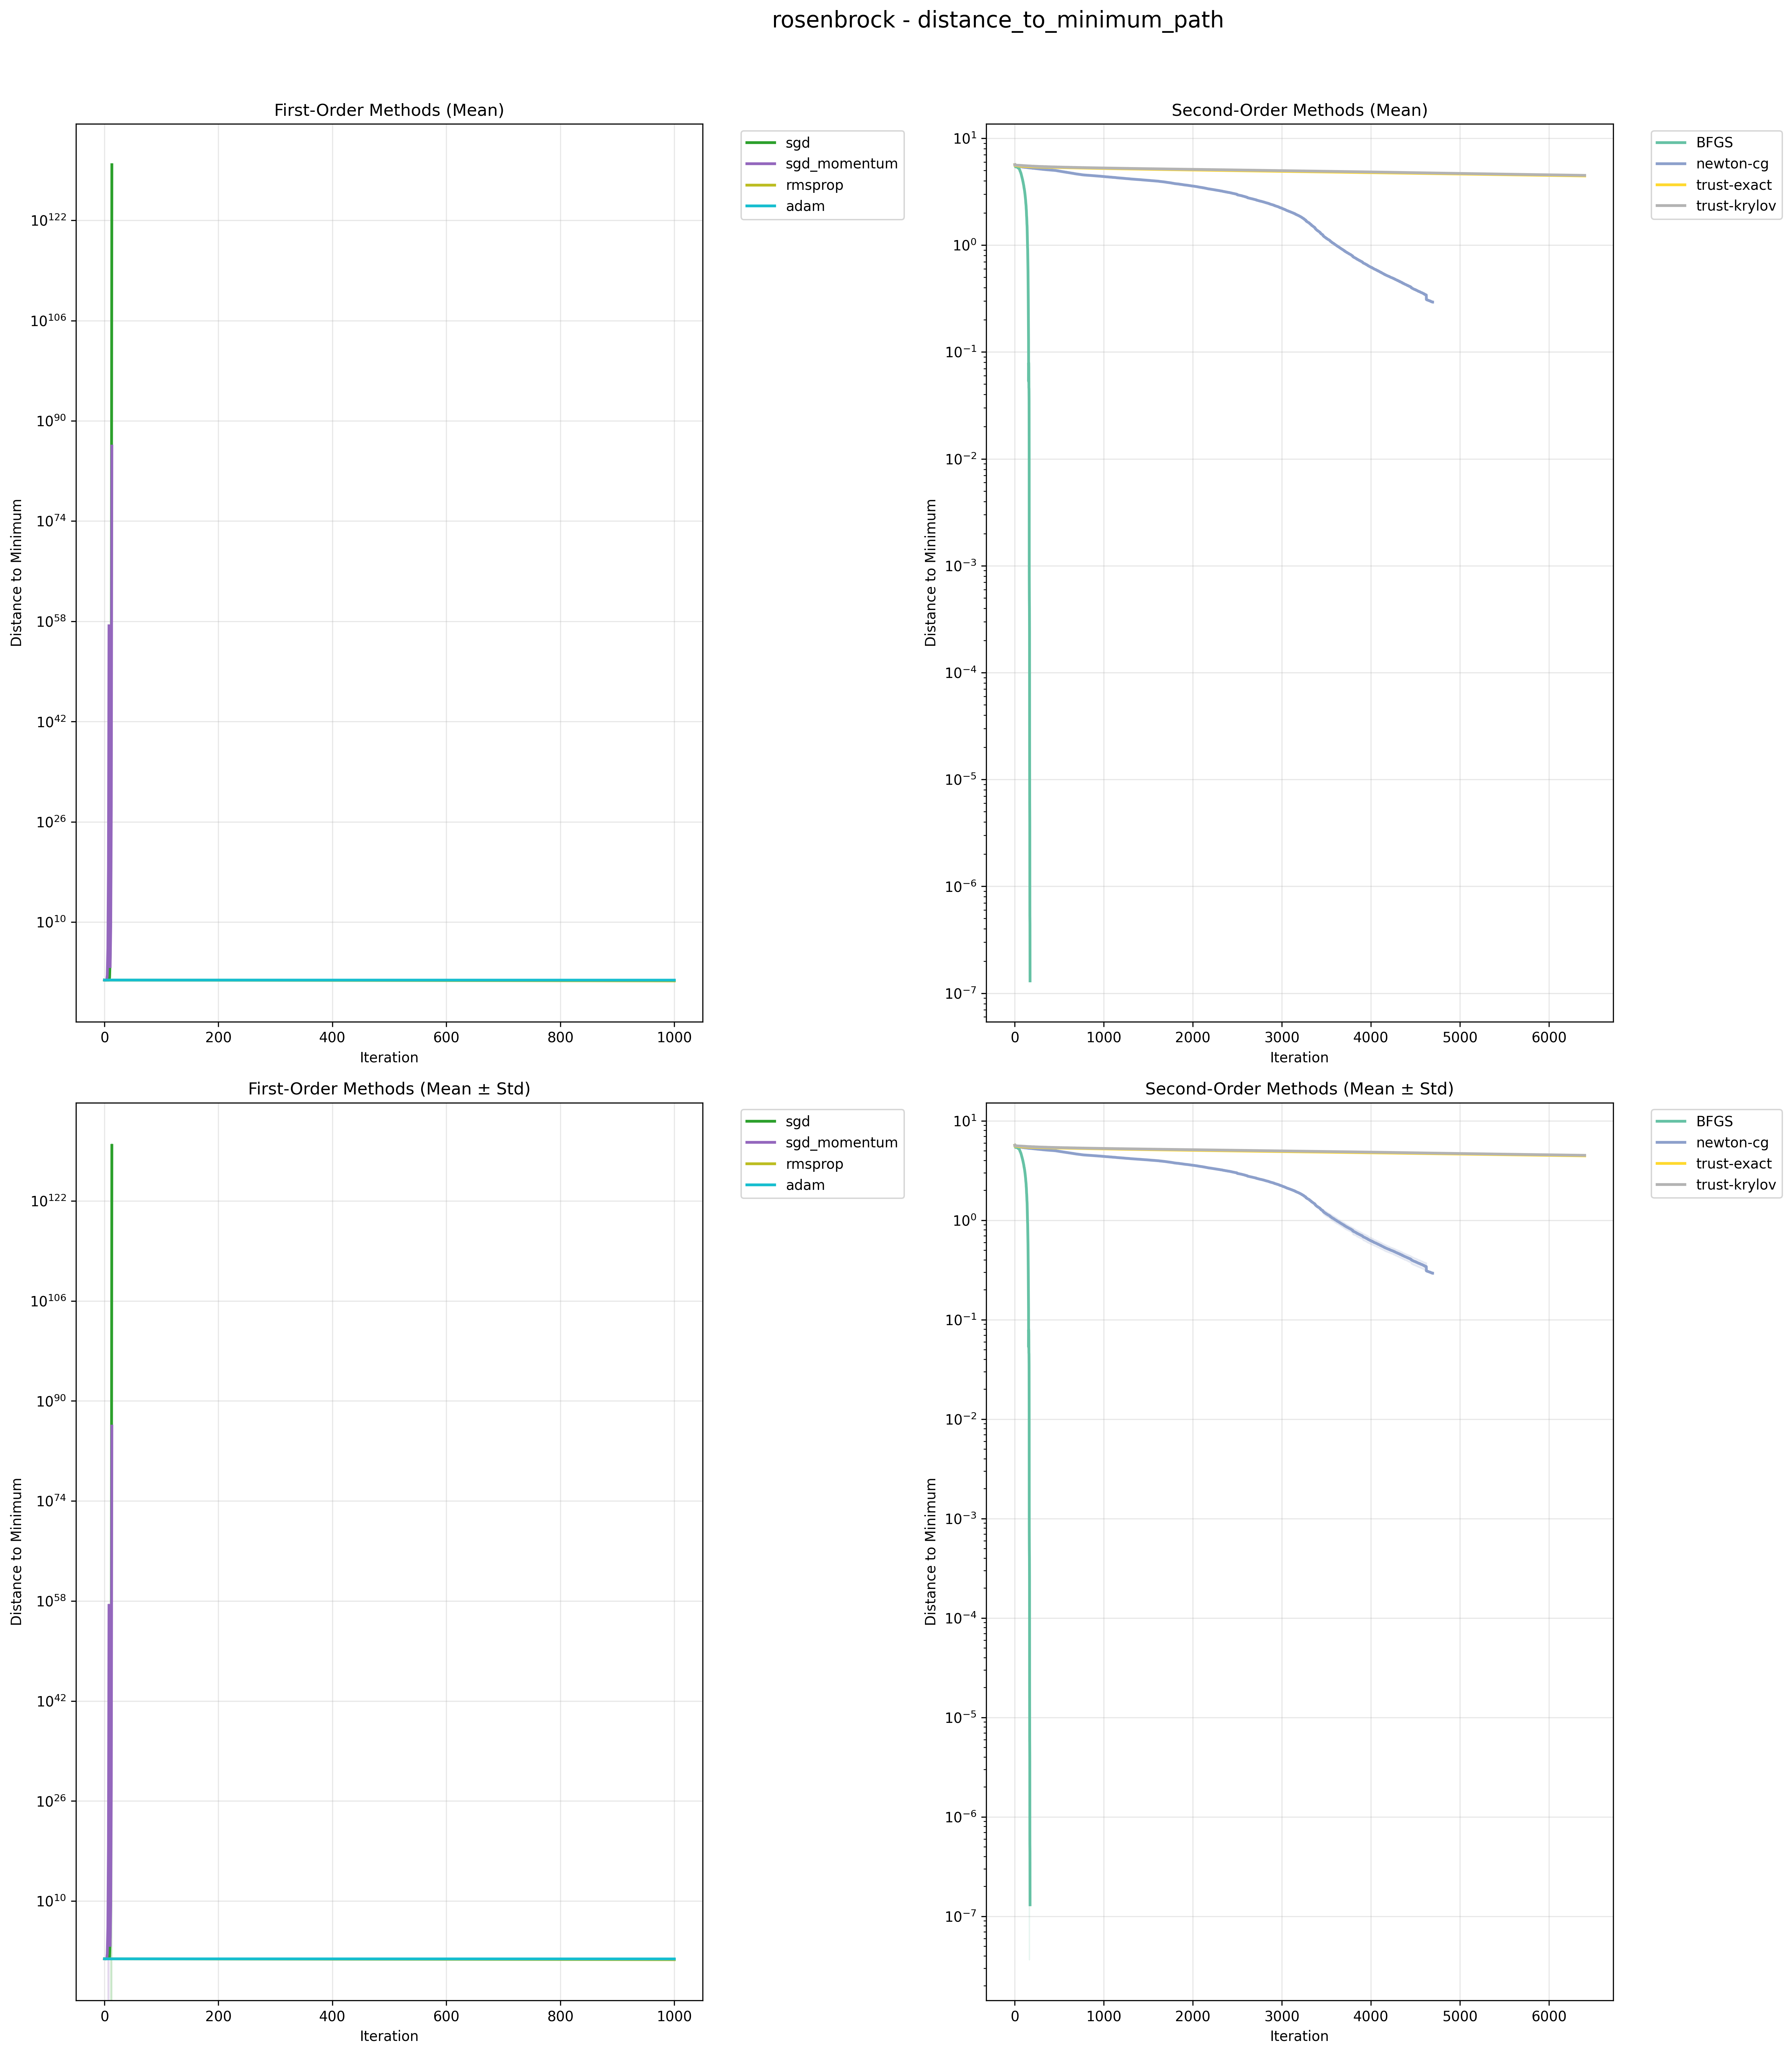 rosenbrock - distance_to_minimum_path
First-Order Methods (Mean)
Distance to Minimum
10^122
10^106
10^90
10^74
10^58
10^42
10^26
10^10
0 200 400 600 800 1000
Iteration
sgd
sgd_momentum
rmsprop
adam
Second-Order Methods (Mean)
Distance to Minimum
10^1
10^0
10^-1
10^-2
10^-3
10^-4
10^-5
10^-6
10^-7
0 1000 2000 3000 4000 5000 6000
Iteration
BFGS
newton-cg
trust-exact
trust-krylov
First-Order Methods (Mean ± Std)
Distance to Minimum
10^122
10^106
10^90
10^74
10^58
10^42
10^26
10^10
0 200 400 600 800 1000
Iteration
sgd
sgd_momentum
rmsprop
adam
Second-Order Methods (Mean ± Std)
Distance to Minimum
10^1
10^0
10^-1
10^-2
10^-3
10^-4
10^-5
10^-6
10^-7
0 1000 2000 3000 4000 5000 6000
Iteration
BFGS
newton-cg
trust-exact
trust-krylov